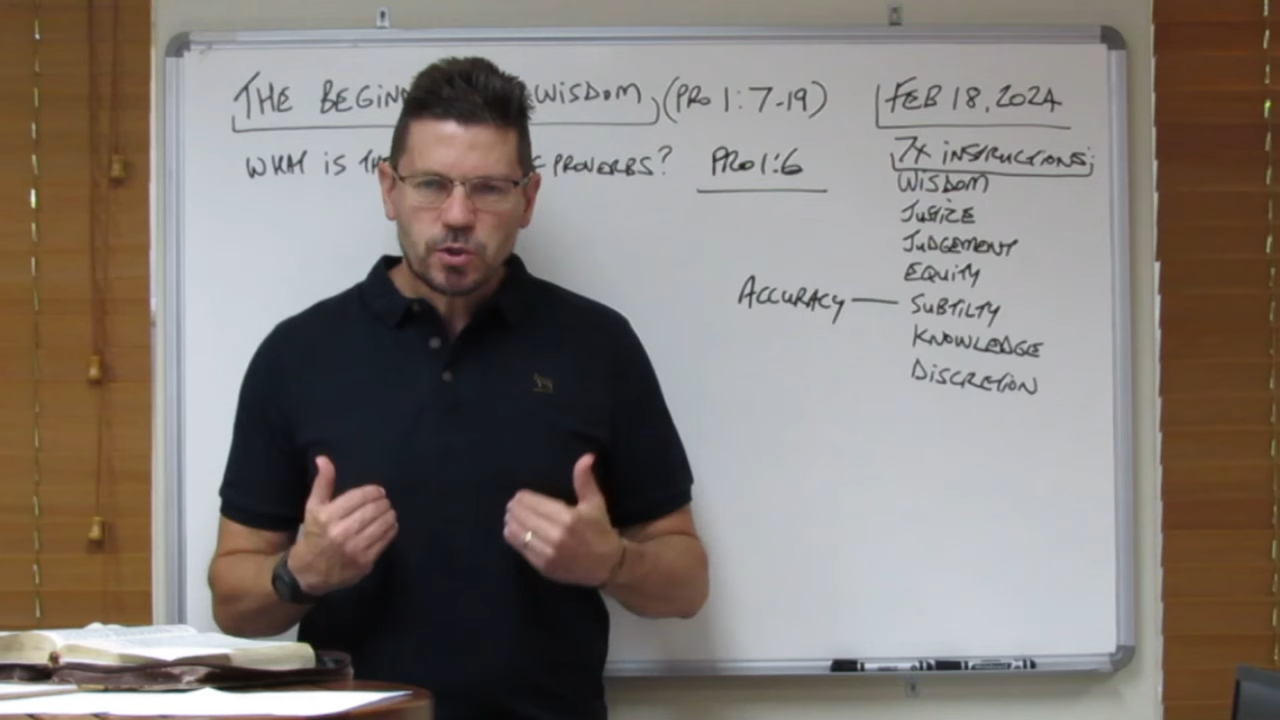 THE BEGINN WISDOM, (PRO 1:7-19)
WHAT IS TH F PROVERBS? PRO 1:6
FEB 18, 2024
7X INSTRUCTIONS;
WISDOM
JUSTICE
JUDGEMENT
EQUITY
ACCURACY — SUBTILTY
KNOWLEDGE
DISCRETION